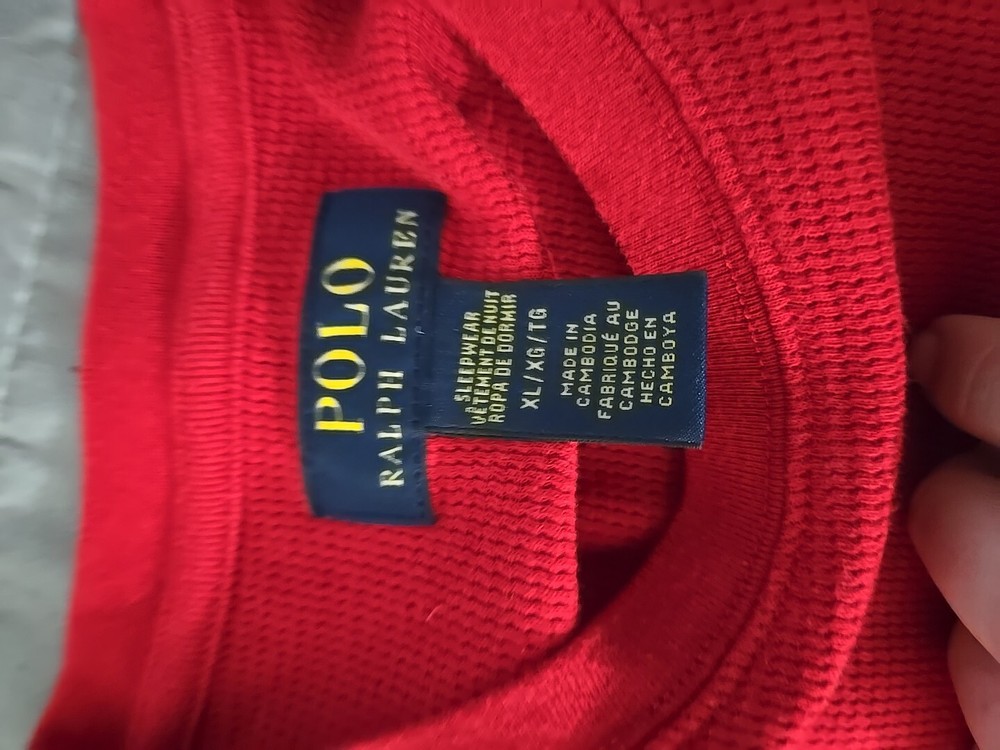 POLO
RALPH LAUREN
SLEEPWEAR
VÊTEMENT DE NUIT
ROPA DE DORMIR
XL/XG/TG
MADE IN
CAMBODIA
FABRIQUÉ AU
CAMBODGE
HECHO EN
CAMBOYA